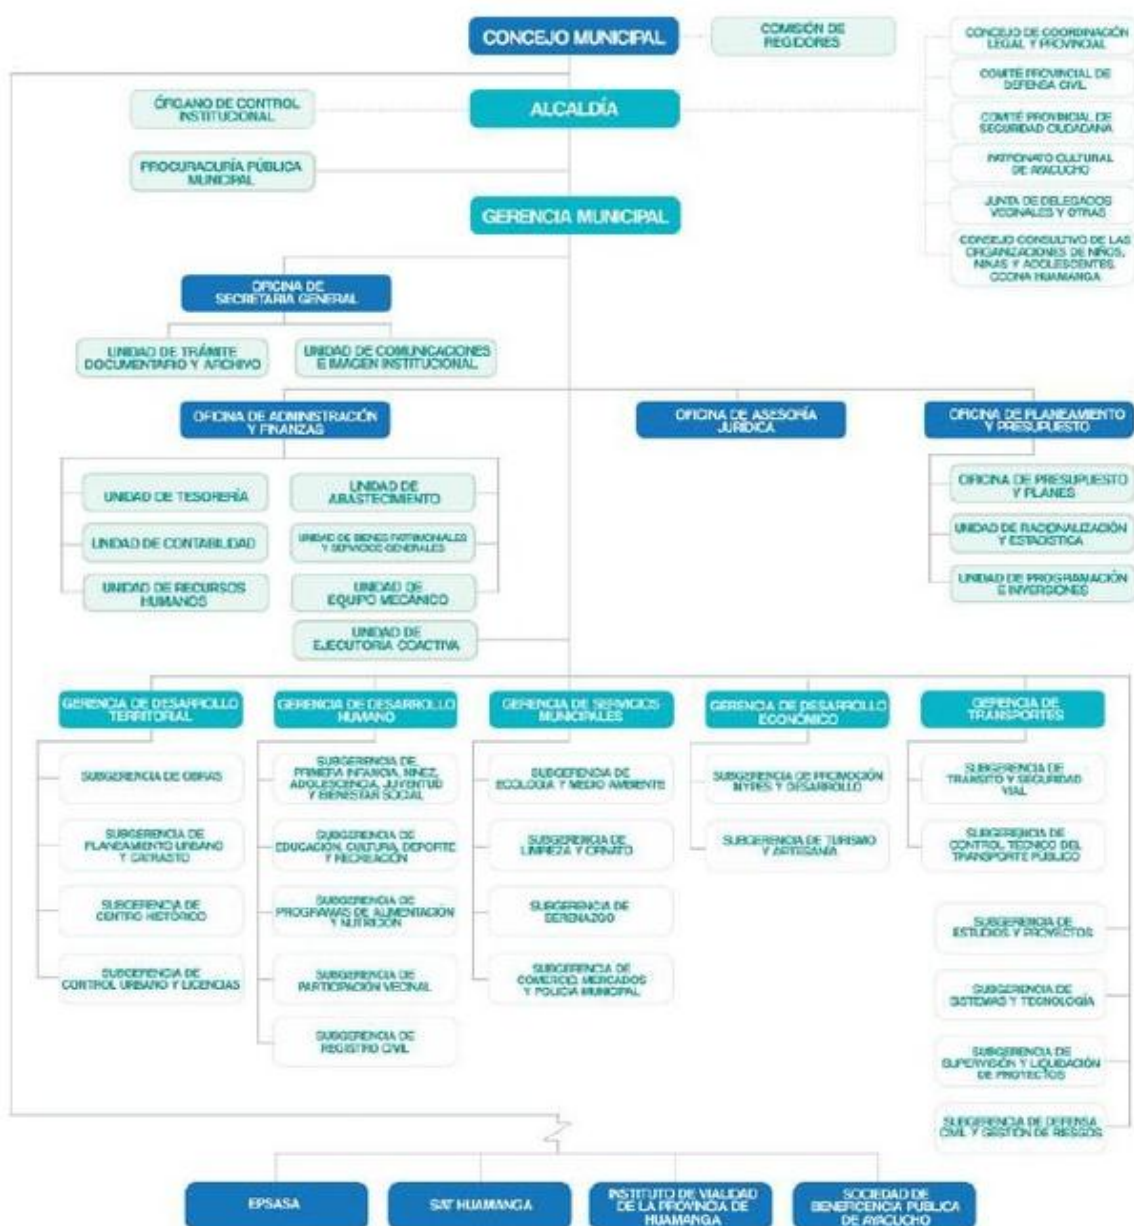 CONCEJO MUNICIPAL
COMISIÓN DE
REGIDORES
CONCEJO DE COORDINACIÓN
LEGAL Y PROVINCIAL
COMITÉ PROVINCIAL DE
DEFENSA CIVIL
ÓRGANO DE CONTROL
INSTITUCIONAL
ALCALDÍA
COMITÉ PROVINCIAL DE
SEGURIDAD CIUDADANA
PROCURADURÍA PÚBLICA
MUNICIPAL
PATRONATO CULTURAL
DE AYACUCHO
GERENCIA MUNICIPAL
JUNTA DE DELEGADOS
VECINALES Y OTRAS
CONSEJO CONSULTIVO DE LAS
ORGANIZACIONES DE NIÑOS,
NIÑAS Y ADOLESCENTES,
CCONA HUAMANGA
OFICINA DE
SECRETARIA GENERAL
UNIDAD DE TRÁMITE
DOCUMENTARIO Y ARCHIVO
UNIDAD DE COMUNICACIONES
E IMAGEN INSTITUCIONAL
OFICINA DE ADMINISTRACIÓN
Y FINANZAS
OFICINA DE ASESORÍA
JURÍDICA
OFICINA DE PLANEAMIENTO
Y PRESUPUESTO
UNIDAD DE TESORERÍA
UNIDAD DE
ABASTECIMIENTO
OFICINA DE PRESUPUESTO
Y PLANES
UNIDAD DE CONTABILIDAD
UNIDAD DE BIENES PATRIMONIALES
Y SERVICIOS GENERALES
UNIDAD DE RACIONALIZACIÓN
Y ESTADÍSTICA
UNIDAD DE RECURSOS
HUMANOS
UNIDAD DE
EQUIPO MECÁNICO
UNIDAD DE PROGRAMACIÓN
E INVERSIONES
UNIDAD DE
EJECUTORÍA COACTIVA
GERENCIA DE DESARROLLO
TERRITORIAL
GERENCIA DE DESARROLLO
HUMANO
GERENCIA DE SERVICIOS
MUNICIPALES
GERENCIA DE DESARROLLO
ECONÓMICO
GERENCIA DE
TRANSPORTES
SUBGERENCIA DE OBRAS
SUBGERENCIA DE
PRIMERA INFANCIA, NIÑEZ,
ADOLESCENCIA, JUVENTUD
Y BIENESTAR SOCIAL
SUBGERENCIA DE
ECOLOGÍA Y MEDIO AMBIENTE
SUBGERENCIA DE PROMOCIÓN
MYPES Y DESARROLLO
SUBGERENCIA DE
TRÁNSITO Y SEGURIDAD
VIAL
SUBGERENCIA DE
PLANEAMIENTO URBANO
Y CATASTRO
SUBGERENCIA DE
EDUCACIÓN, CULTURA, DEPORTE
Y RECREACIÓN
SUBGERENCIA DE
LIMPIEZA Y ORNATO
SUBGERENCIA DE TURISMO
Y ARTESANÍA
SUBGERENCIA DE
CONTROL TÉCNICO DEL
TRANSPORTE PÚBLICO
SUBGERENCIA DE
CENTRO HISTÓRICO
SUBGERENCIA DE
PROGRAMAS DE ALIMENTACIÓN
Y NUTRICIÓN
SUBGERENCIA DE
SERENAZGO
SUBGERENCIA DE
ESTUDIOS Y PROYECTOS
SUBGERENCIA DE
CONTROL URBANO Y LICENCIAS
SUBGERENCIA DE
PARTICIPACIÓN VECINAL
SUBGERENCIA DE
COMERCIO, MERCADOS
Y POLICÍA MUNICIPAL
SUBGERENCIA DE
SISTEMAS Y TECNOLOGÍA
SUBGERENCIA DE
REGISTRO CIVIL
SUBGERENCIA DE
SUPERVISIÓN Y LIQUIDACIÓN
DE PROYECTOS
SUBGERENCIA DE DEFENSA
CIVIL Y GESTIÓN DE RIESGOS
EPSASA
SAT HUAMANGA
INSTITUTO DE VIALIDAD
DE LA PROVINCIA DE
HUAMANGA
SOCIEDAD DE
BENEFICENCIA PÚBLICA
DE AYACUCHO